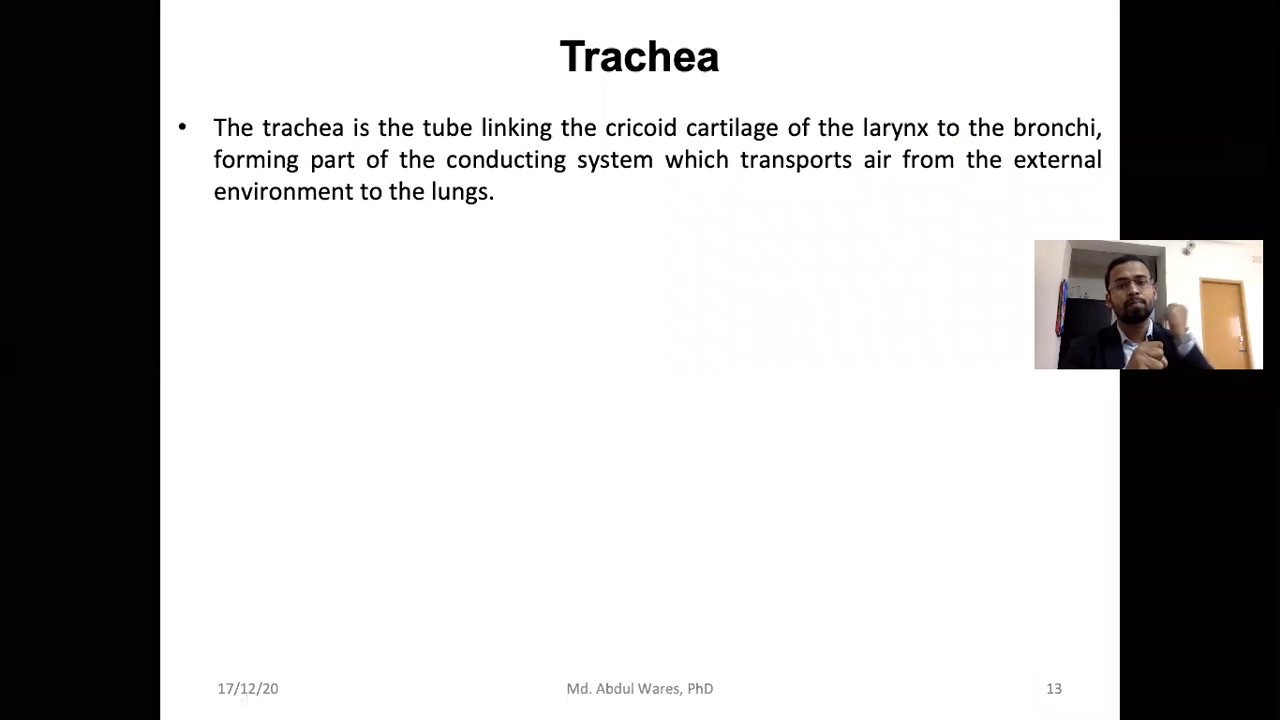 Trachea
• The trachea is the tube linking the cricoid cartilage of the larynx to the bronchi,
forming part of the conducting system which transports air from the external
environment to the lungs.
17/12/20 Md. Abdul Wares, PhD 13